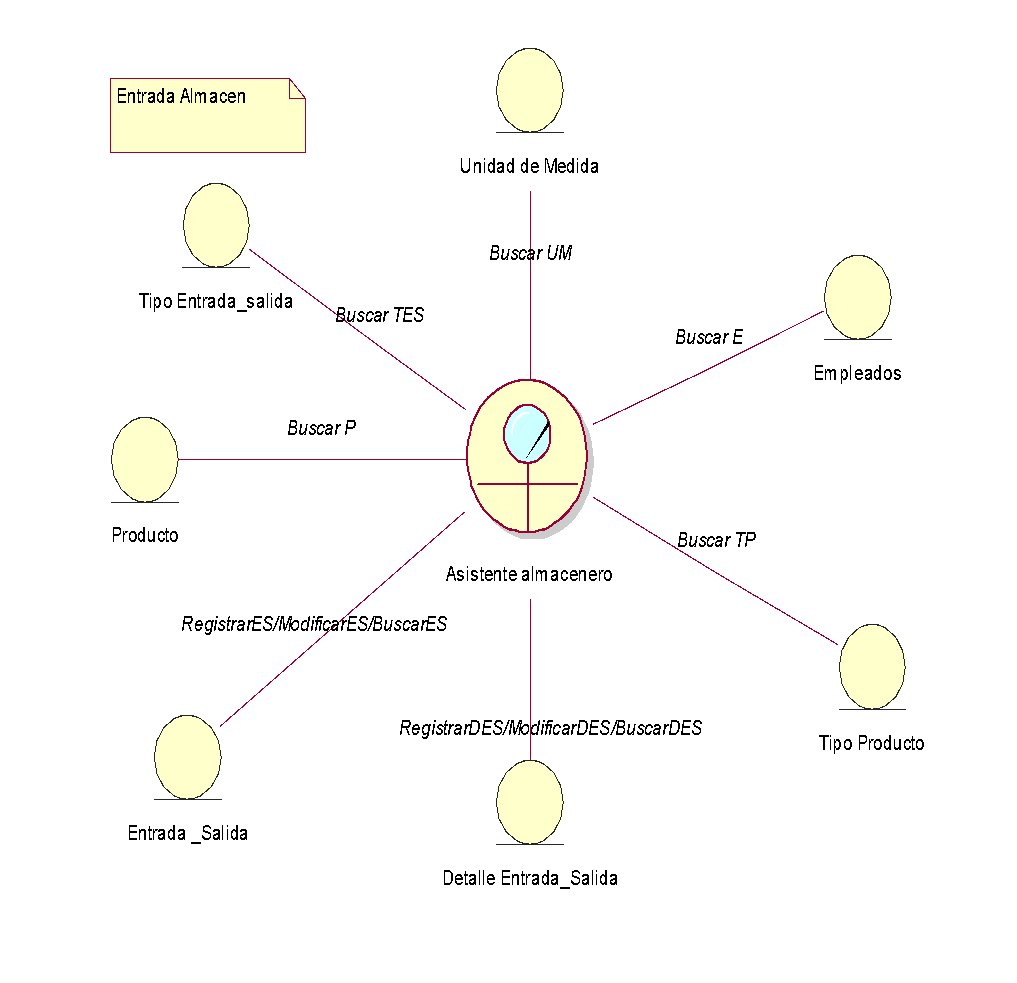 Entrada Almacen
Unidad de Medida
Buscar UM
Tipo Entrada_salida
Buscar TES
Buscar E
Empleados
Buscar P
Producto
Asistente almacenero
Buscar TP
RegistrarES/ModificarES/BuscarES
RegistrarDES/ModificarDES/BuscarDES
Tipo Producto
Entrada _Salida
Detalle Entrada_Salida